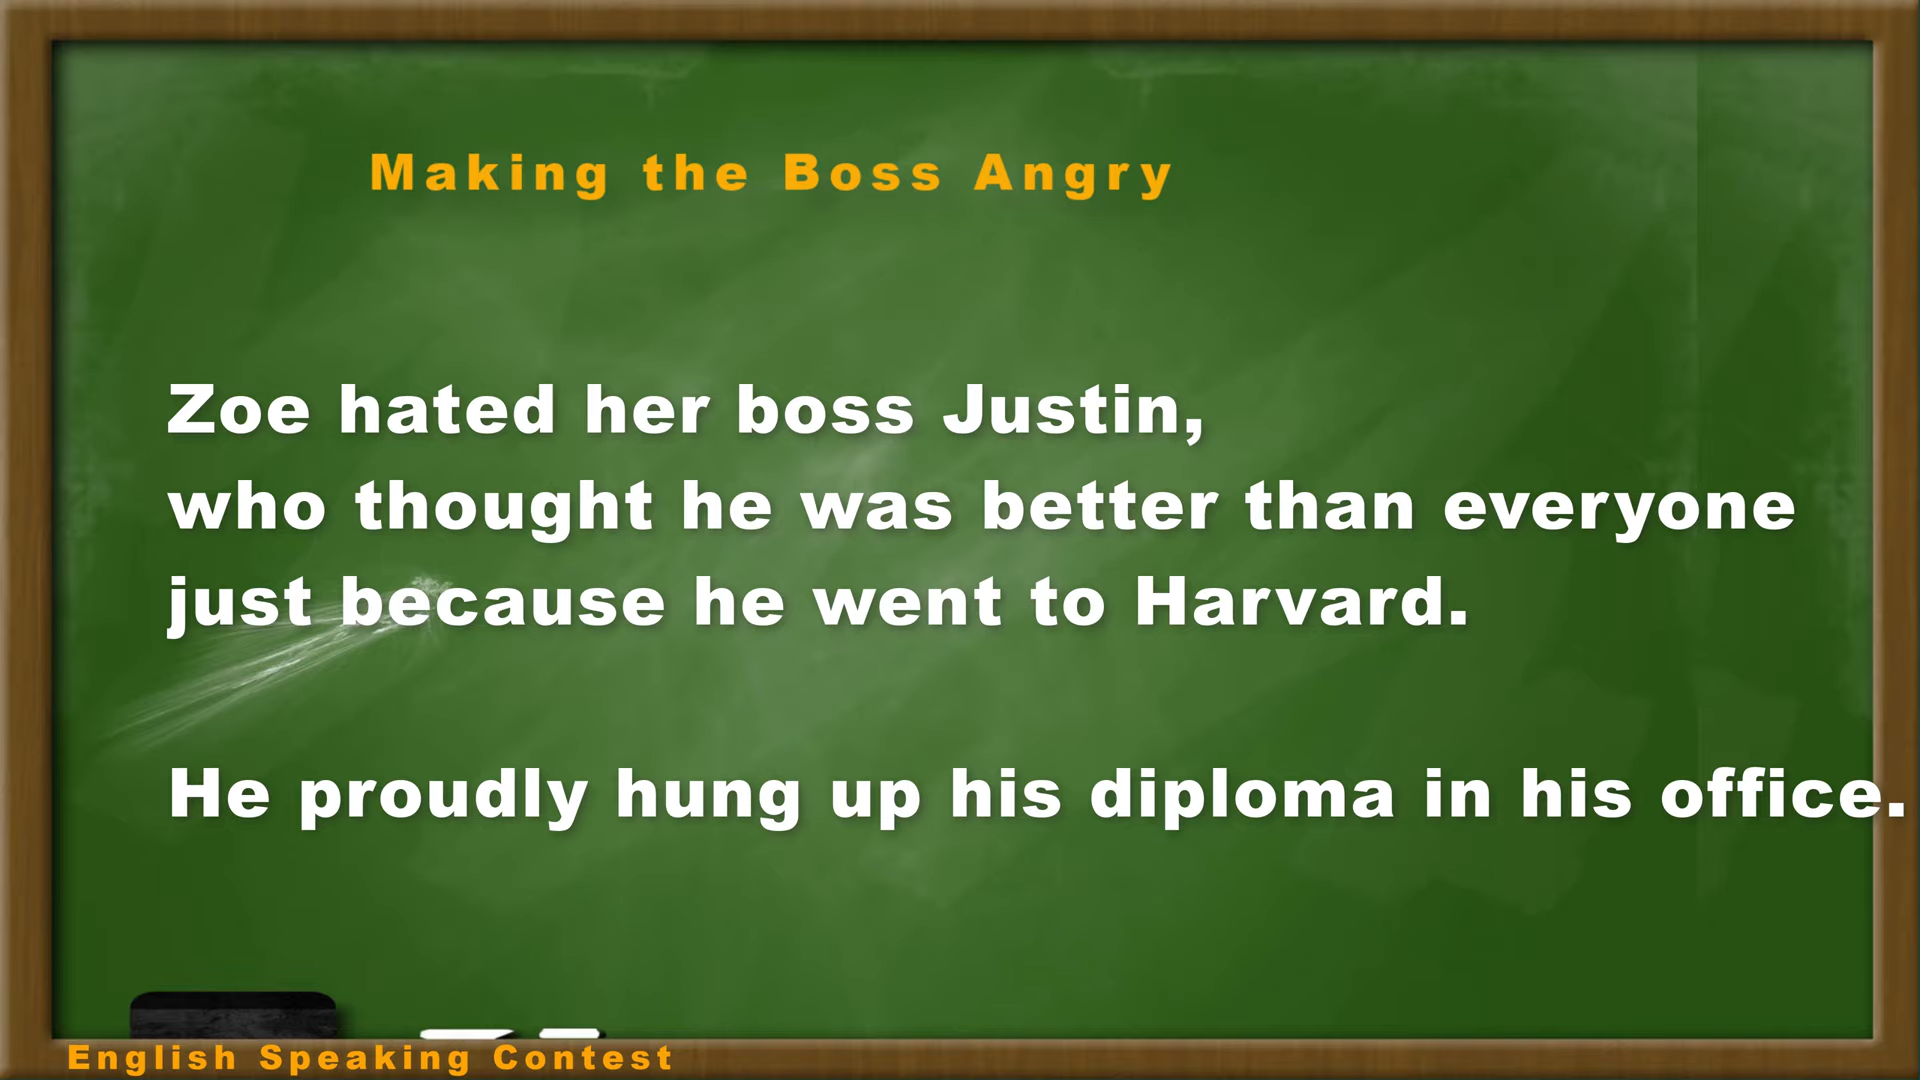 Making the Boss Angry
Zoe hated her boss Justin,
who thought he was better than everyone
just because he went to Harvard.
He proudly hung up his diploma in his office.
English Speaking Contest